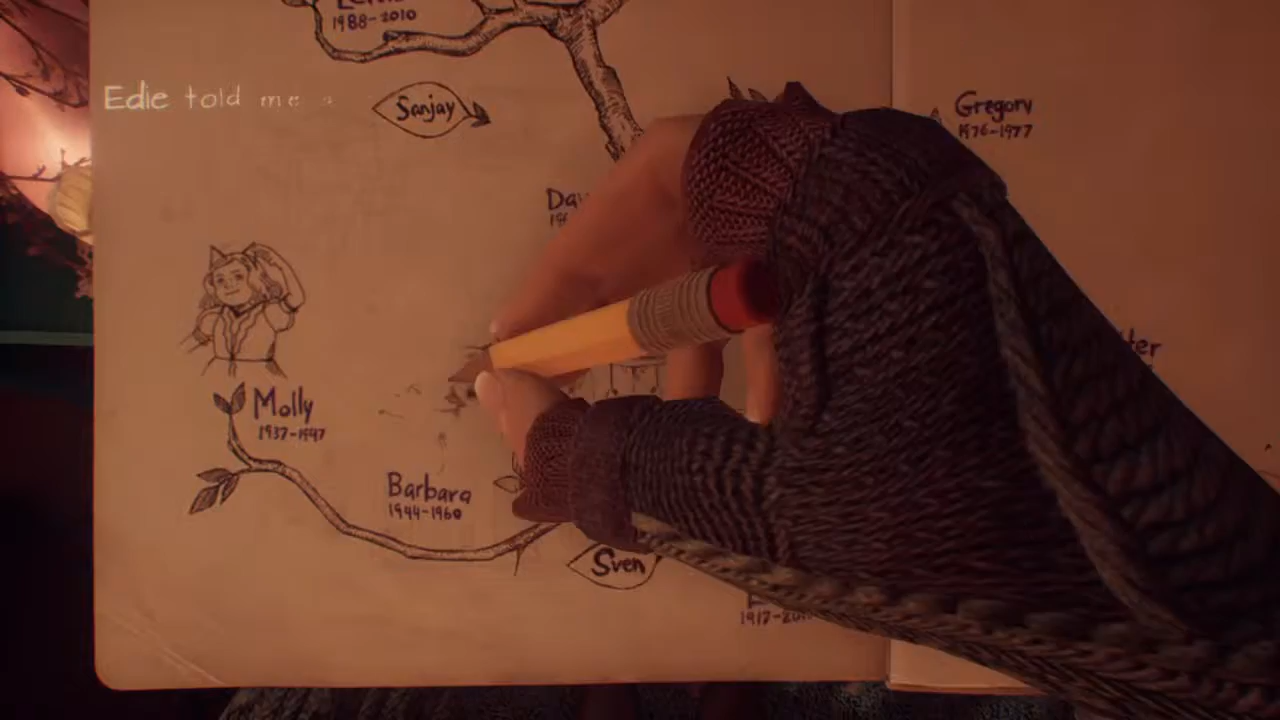 1988-2010
Edie told me a
Sanjay
Gregory
1976-1977
Molly
1937-1947
Barbara
1944-1960
Sven